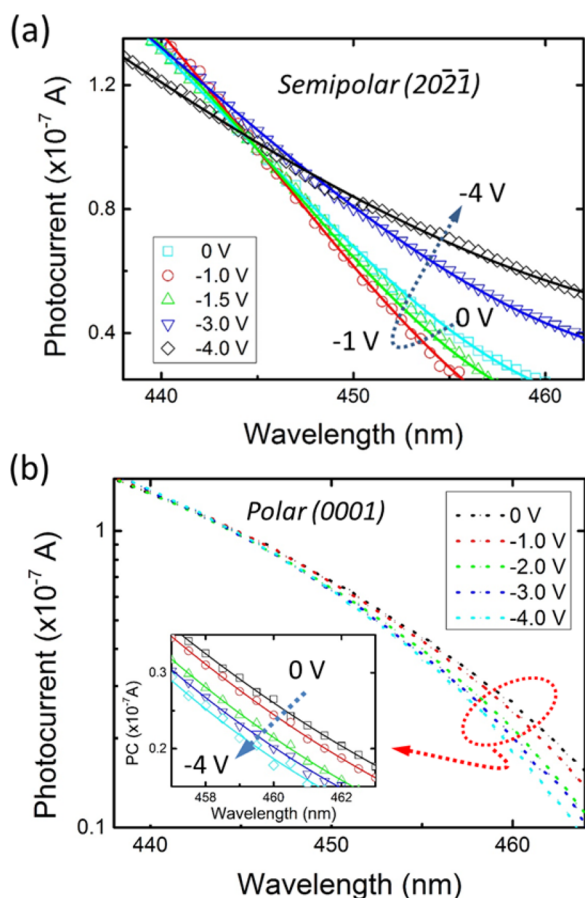 (a)
Semipolar (202̅1̅)
Photocurrent (x10⁻⁷ A)
1.2
0.8
0.4
-4 V
0 V
-1 V
0 V
-1.0 V
-1.5 V
-3.0 V
-4.0 V
440
450
460
Wavelength (nm)
(b)
Polar (0001)
Photocurrent (x10⁻⁷ A)
1
0.1
0 V
-1.0 V
-2.0 V
-3.0 V
-4.0 V
PC (x10⁻⁷A)
0.3
0.2
0 V
-4 V
458
460
462
Wavelength (nm)
440
450
460
Wavelength (nm)